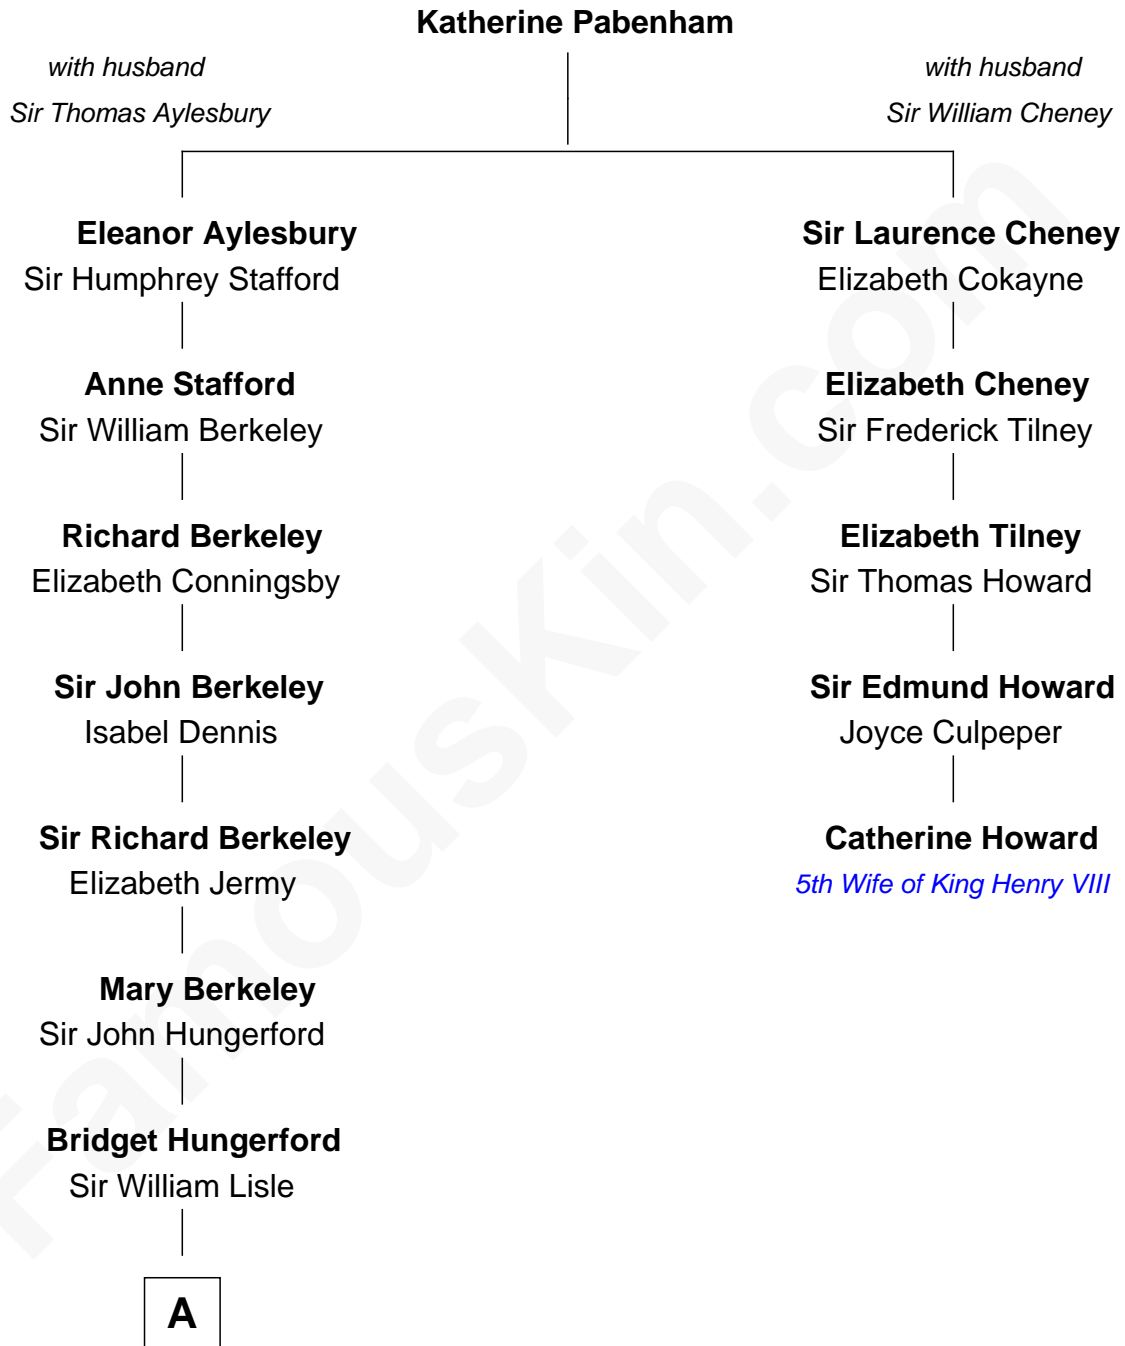 Katherine Pabenham
with husband
Sir Thomas Aylesbury
with husband
Sir William Cheney
Eleanor Aylesbury
Sir Humphrey Stafford
Anne Stafford
Sir William Berkeley
Richard Berkeley
Elizabeth Conningsby
Sir John Berkeley
Isabel Dennis
Sir Richard Berkeley
Elizabeth Jermy
Mary Berkeley
Sir John Hungerford
Bridget Hungerford
Sir William Lisle
A
Sir Laurence Cheney
Elizabeth Cokayne
Elizabeth Cheney
Sir Frederick Tilney
Elizabeth Tilney
Sir Thomas Howard
Sir Edmund Howard
Joyce Culpeper
Catherine Howard
5th Wife of King Henry VIII
FamousKin.com